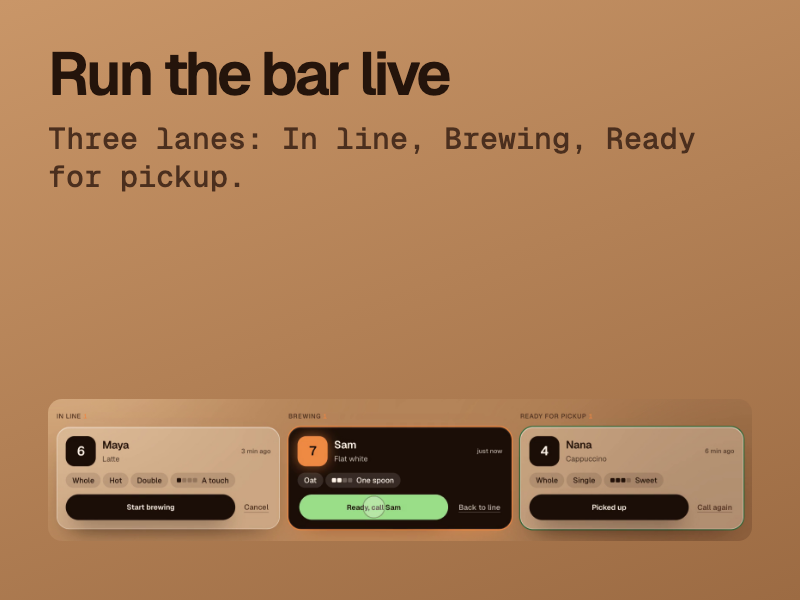 Run the bar live
Three lanes: In line, Brewing, Ready
for pickup.
IN LINE
6
Maya
Latte
3 min ago
Whole Hot Double A touch
Start brewing
Cancel
BREWING
7
Sam
Flat white
just now
Oat One spoon
Ready, call Sam
Back to line
READY FOR PICKUP
4
Nana
Cappuccino
6 min ago
Whole Single Sweet
Picked up
Call again